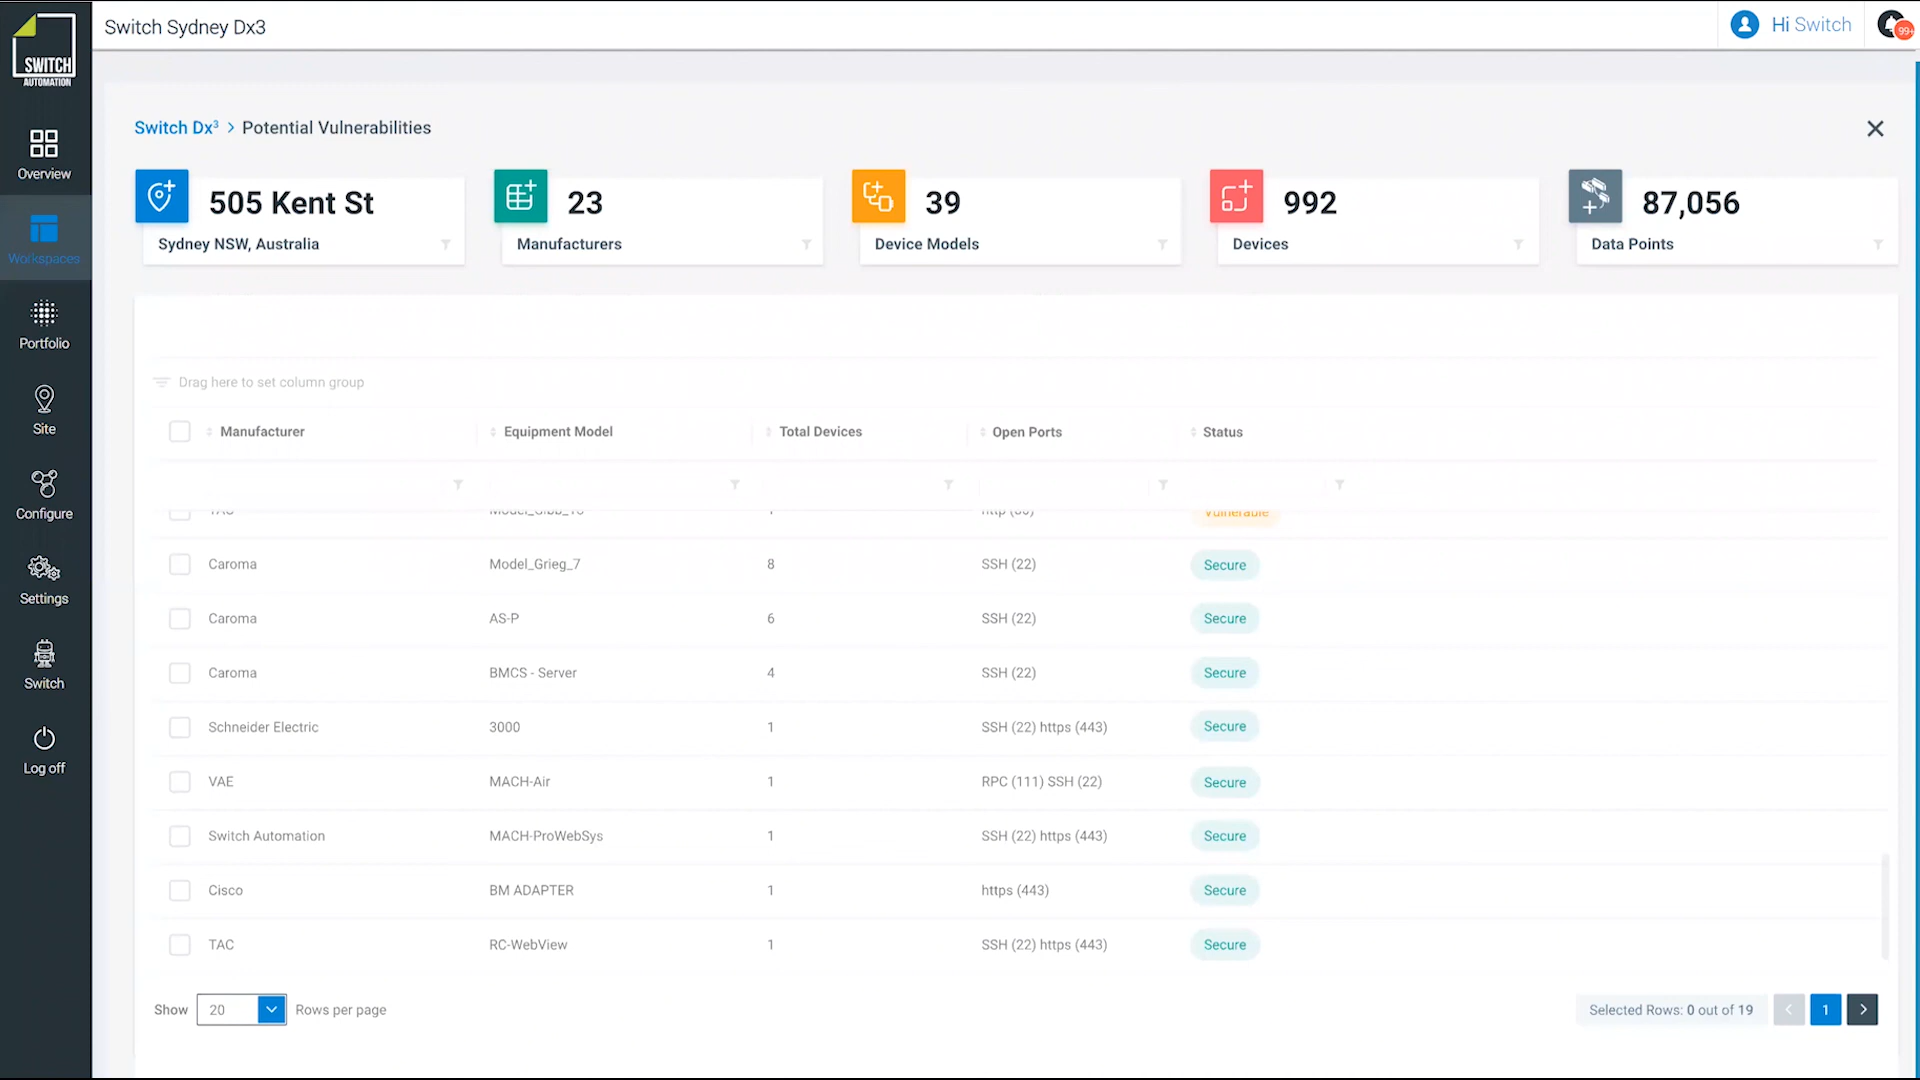 SWITCH
AUTOMATION
Switch Sydney Dx3
Hi Switch
99+
Overview
Workspaces
Portfolio
Site
Configure
Settings
Switch
Log off
Switch Dx³ > Potential Vulnerabilities
505 Kent St
Sydney NSW, Australia
23
Manufacturers
39
Device Models
992
Devices
87,056
Data Points
Drag here to set column group
Manufacturer Equipment Model Total Devices Open Ports Status
TAC Vulnerable
Caroma Model_Grieg_7 8 SSH (22) Secure
Caroma AS-P 6 SSH (22) Secure
Caroma BMCS - Server 4 SSH (22) Secure
Schneider Electric 3000 1 SSH (22) https (443) Secure
VAE MACH-Air 1 RPC (111) SSH (22) Secure
Switch Automation MACH-ProWebSys 1 SSH (22) https (443) Secure
Cisco BM ADAPTER 1 https (443) Secure
TAC RC-WebView 1 SSH (22) https (443) Secure
Show 20 Rows per page
Selected Rows: 0 out of 19 < 1 >